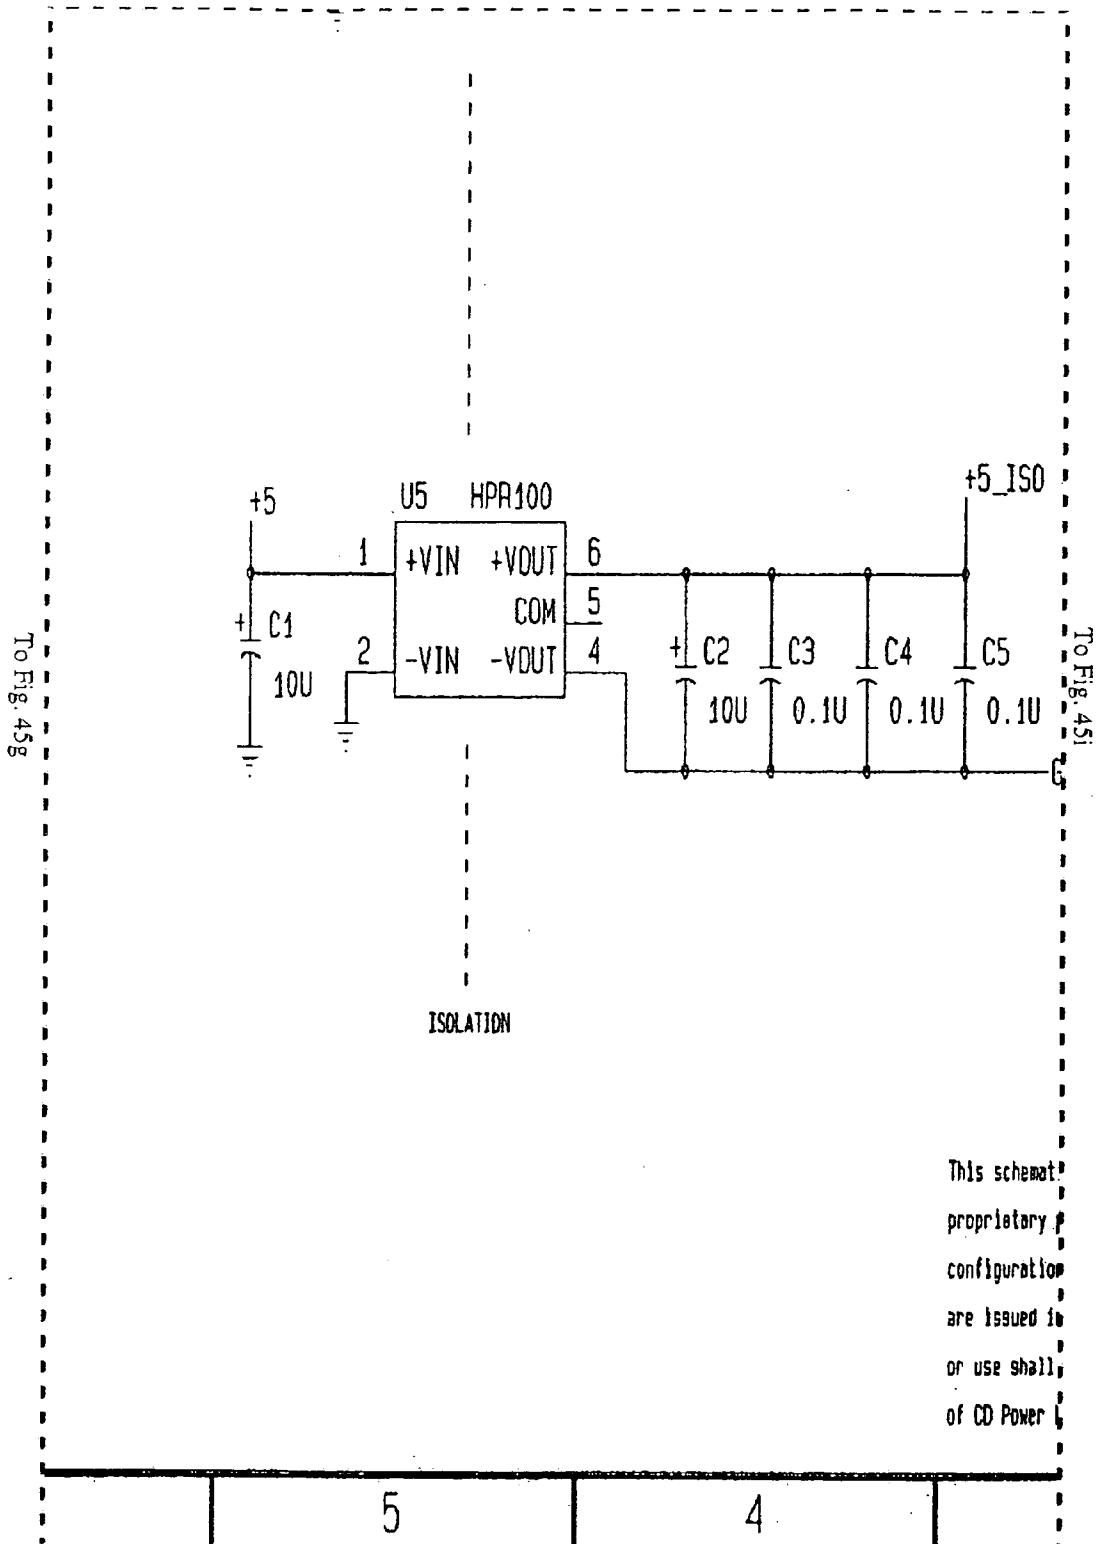 +5
U5 HPR100
+5_ISO
1 +VIN +VOUT 6
COM 5
2 -VIN -VOUT 4
+ C1
10U
+ C2 C3 C4 C5
10U 0.1U 0.1U 0.1U
To Fig. 45g
To Fig. 45i
ISOLATION
This schemat
proprietary
configuration
are issued i
or use shall
of CD Power
5 4